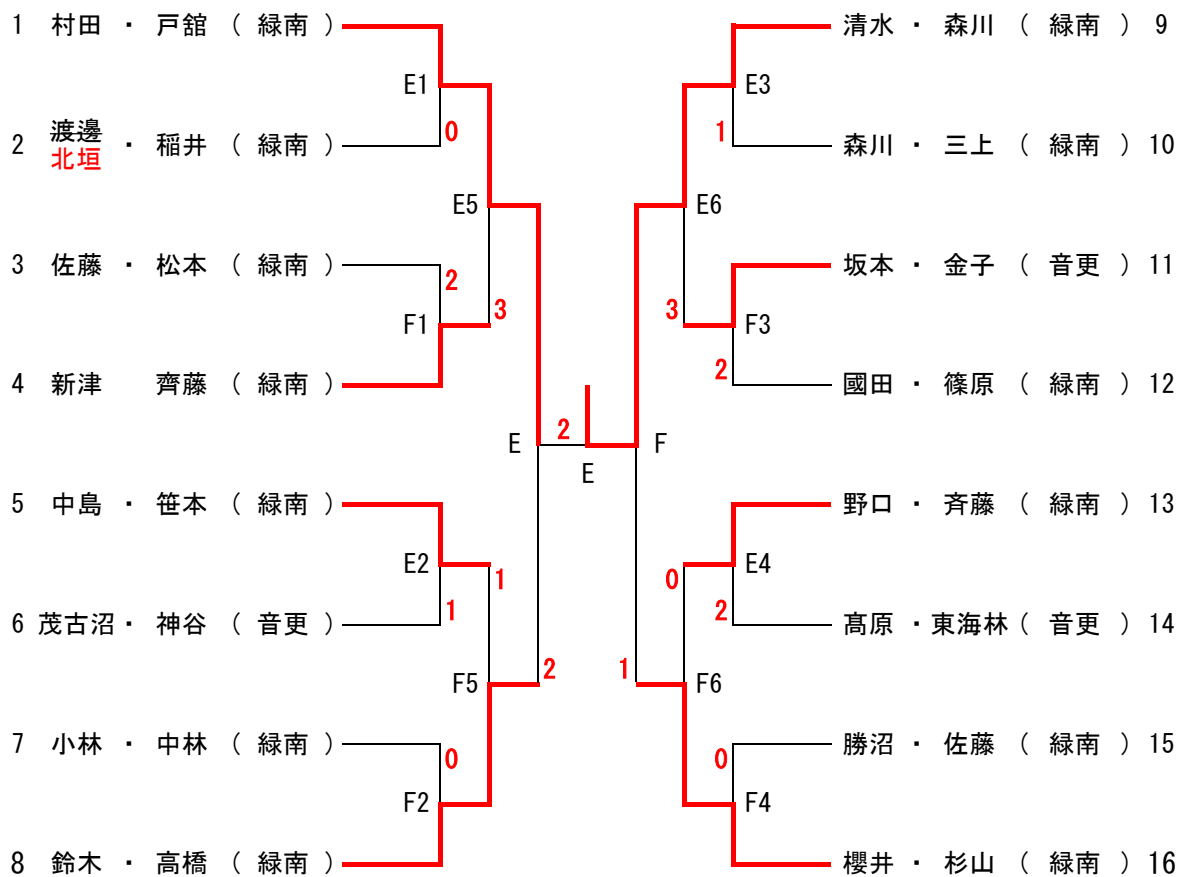 1 村田 ・ 戸舘 ( 緑南 )
清水 ・ 森川 ( 緑南 ) 9
E1
E3
渡邊
2 北垣 ・ 稲井 ( 緑南 )
0
1
森川 ・ 三上 ( 緑南 ) 10
E5
E6
3 佐藤 ・ 松本 ( 緑南 )
坂本 ・ 金子 ( 音更 ) 11
2
F1
3
3
F3
2
4 新津 齊藤 ( 緑南 )
國田 ・ 篠原 ( 緑南 ) 12
E
2
F
E
5 中島 ・ 笹本 ( 緑南 )
野口 ・ 斉藤 ( 緑南 ) 13
E2
1
0
E4
1
2
6 茂古沼・ 神谷 ( 音更 )
髙原 ・東海林 ( 音更 ) 14
F5
2
1
F6
7 小林 ・ 中林 ( 緑南 )
勝沼 ・ 佐藤 ( 緑南 ) 15
0
0
F2
F4
8 鈴木 ・ 高橋 ( 緑南 )
櫻井 ・ 杉山 ( 緑南 ) 16